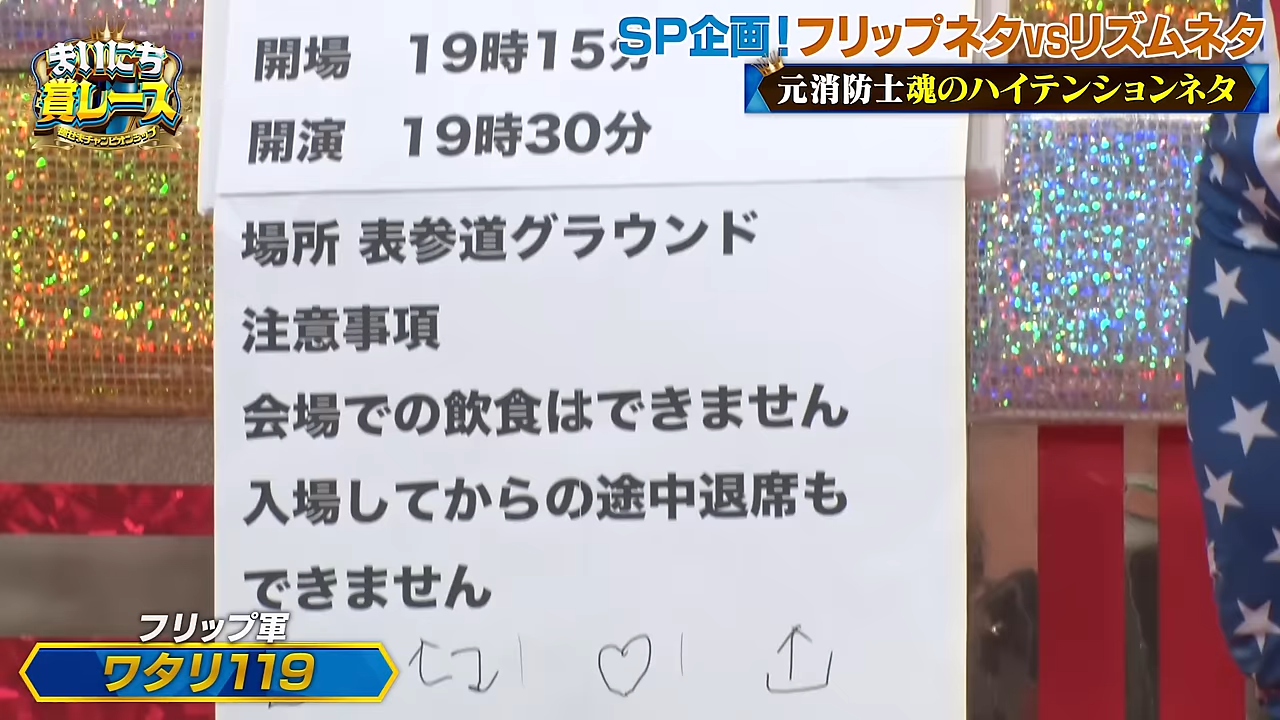 まいにち
賞レース
SP企画！フリップネタvsリズムネタ
元消防士魂のハイテンションネタ
開場 19時15分
開演 19時30分
場所 表参道グラウンド
注意事項
会場での飲食はできません
入場してからの途中退席も
できません
フリップ軍
ワタリ119